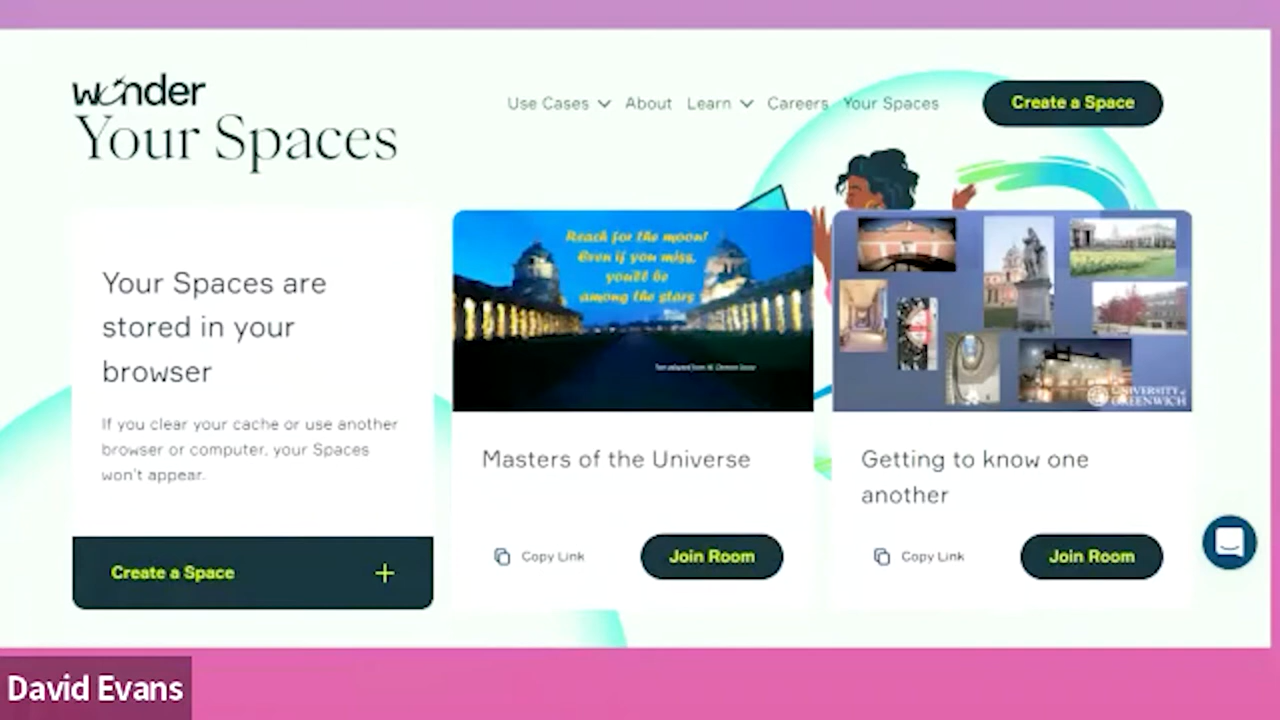 wonder
Use Cases About Learn Careers Your Spaces Create a Space
Your Spaces
Your Spaces are
stored in your
browser
If you clear your cache or use another
browser or computer, your Spaces
won't appear.
Create a Space +
Reach for the moon!
Even if you miss,
you'll be
among the stars
Masters of the Universe
Copy Link Join Room
UNIVERSITY of
GREENWICH
Getting to know one
another
Copy Link Join Room
David Evans